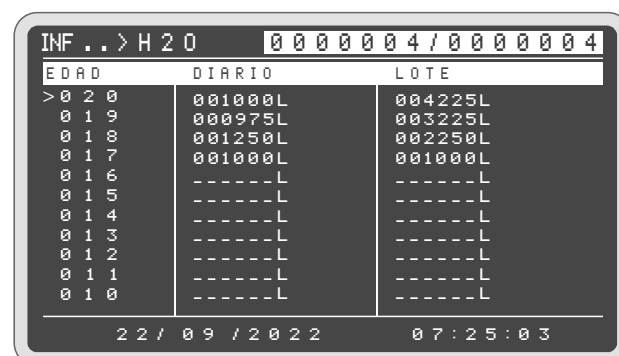 INF..>H2O 0000004/0000004
EDAD DIARIO LOTE
>020 001000L 004225L
019 000975L 003225L
018 001250L 002250L
017 001000L 001000L
016 ______L ______L
015 ______L ______L
014 ______L ______L
013 ______L ______L
012 ______L ______L
011 ______L ______L
010 ______L ______L
22/09/2022 07:25:03